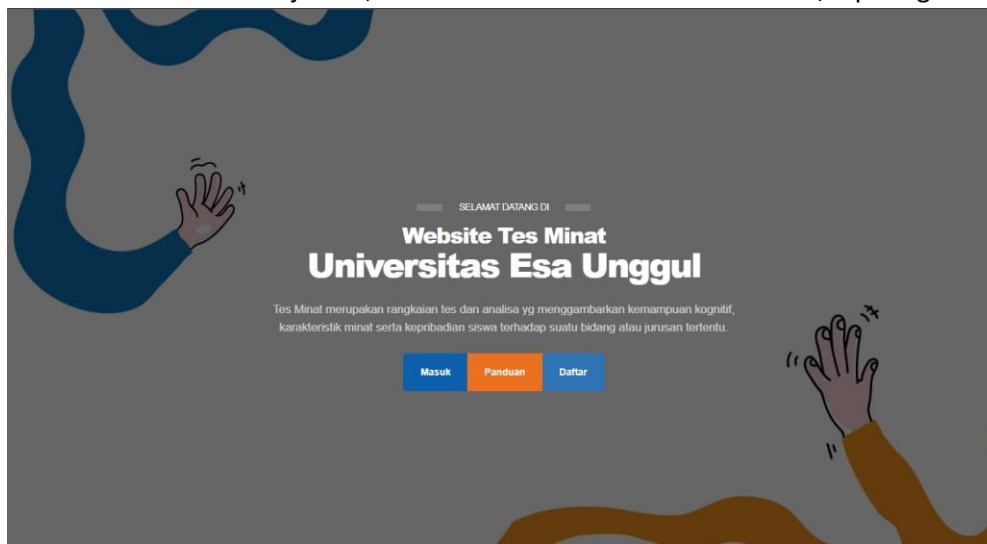 SELAMAT DATANG DI
Website Tes Minat
Universitas Esa Unggul
Tes Minat merupakan rangkaian tes dan analisa yg menggambarkan kemampuan kognitif,
karakteristik minat serta kepribadian siswa terhadap suatu bidang atau jurusan tertentu.
Masuk Panduan Daftar